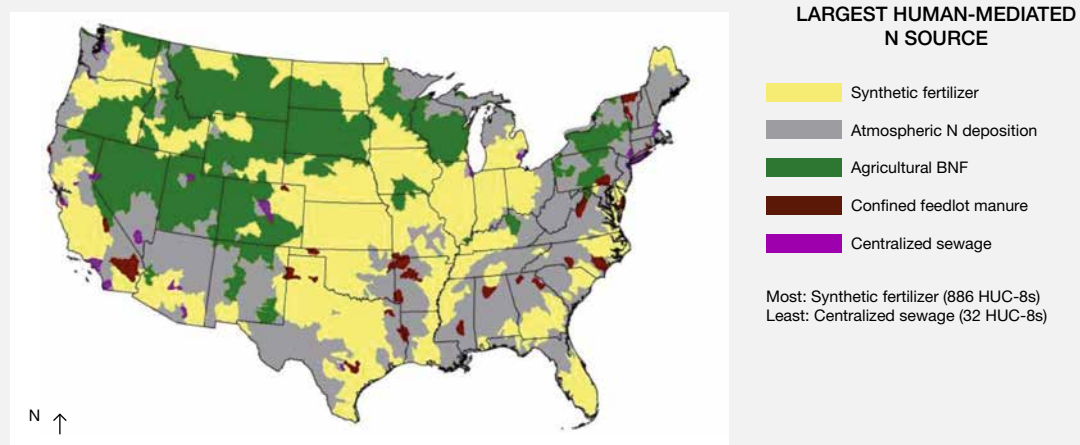 LARGEST HUMAN-MEDIATED
N SOURCE
Synthetic fertilizer
Atmospheric N deposition
Agricultural BNF
Confined feedlot manure
Centralized sewage
Most: Synthetic fertilizer (886 HUC-8s)
Least: Centralized sewage (32 HUC-8s)
N